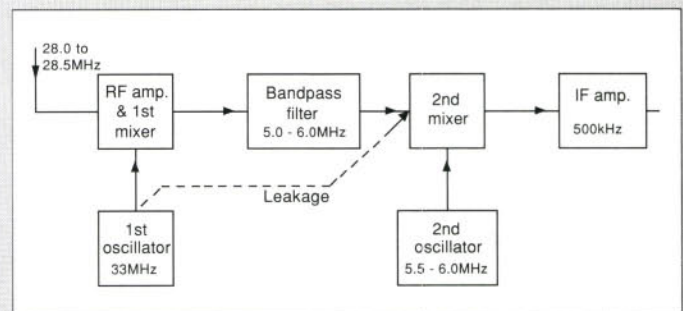 28.0 to
28.5MHz
RF amp.
& 1st
mixer
Bandpass
filter
5.0 - 6.0MHz
2nd
mixer
IF amp.
500kHz
Leakage
1st
oscillator
33MHz
2nd
oscillator
5.5 - 6.0MHz